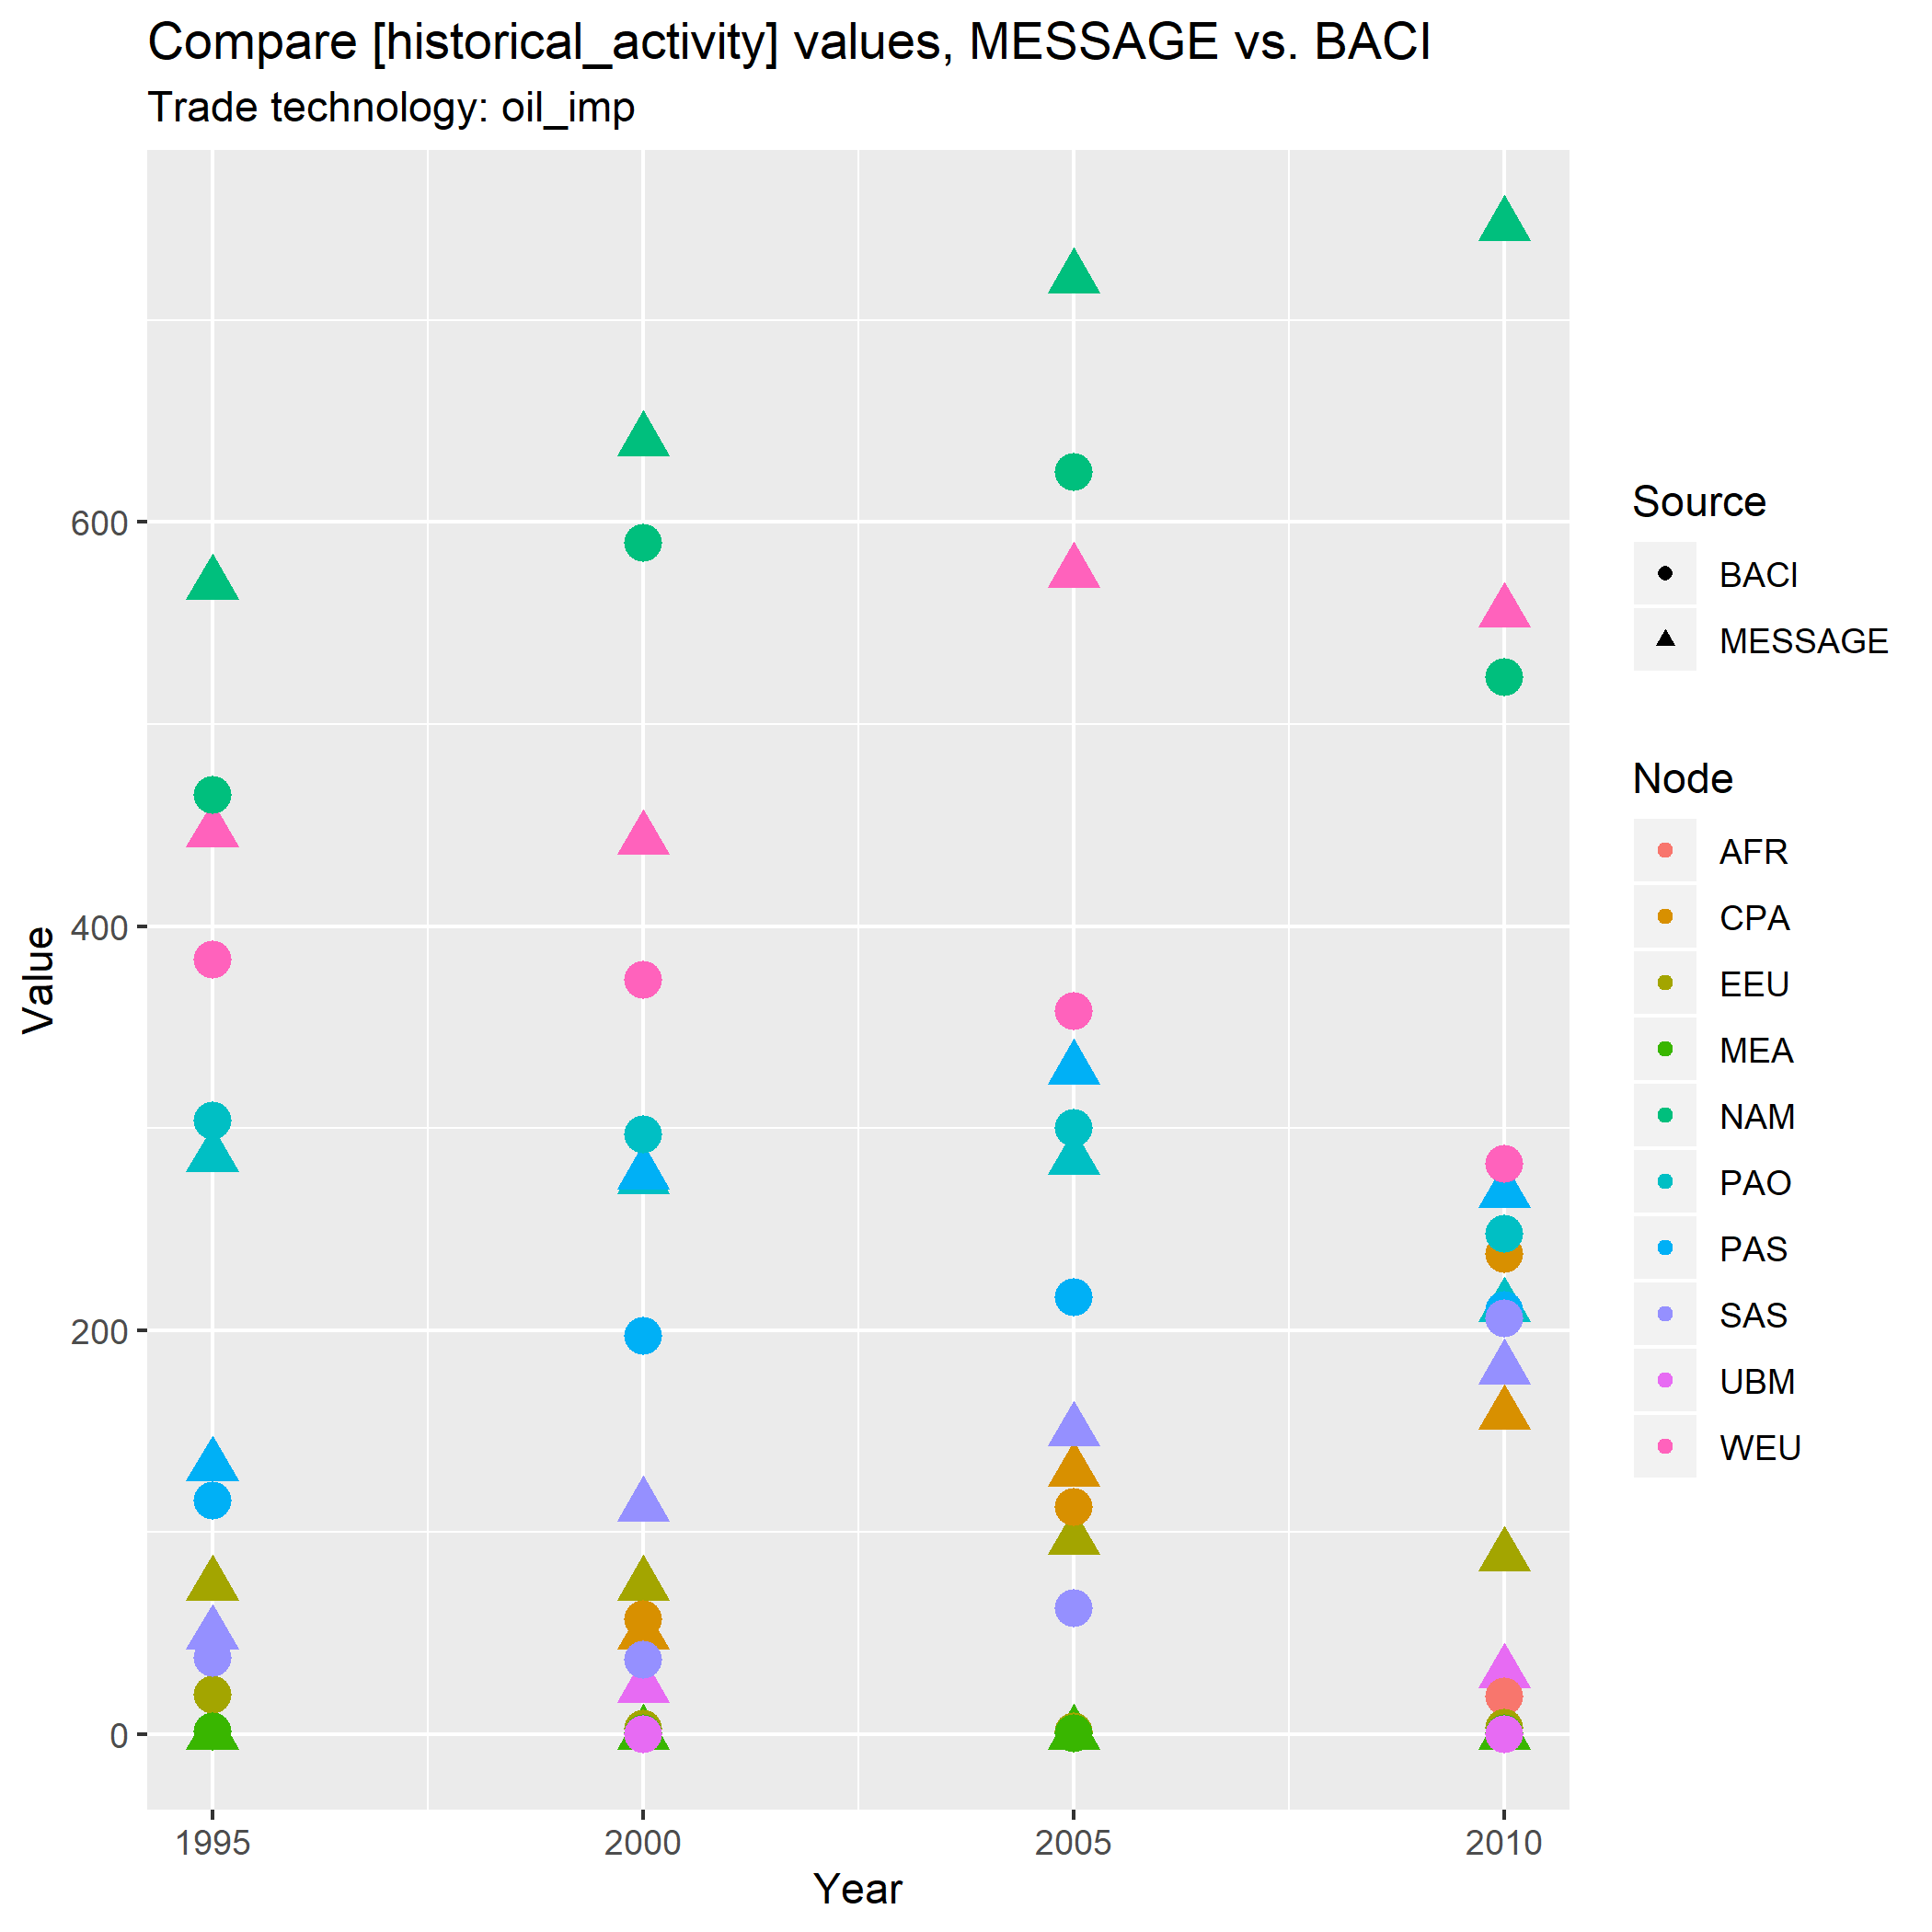 Compare [historical_activity] values, MESSAGE vs. BACI
Trade technology: oil_imp
Value
600
400
200
0
1995
2000
2005
2010
Year
Source
BACI
MESSAGE
Node
AFR
CPA
EEU
MEA
NAM
PAO
PAS
SAS
UBM
WEU